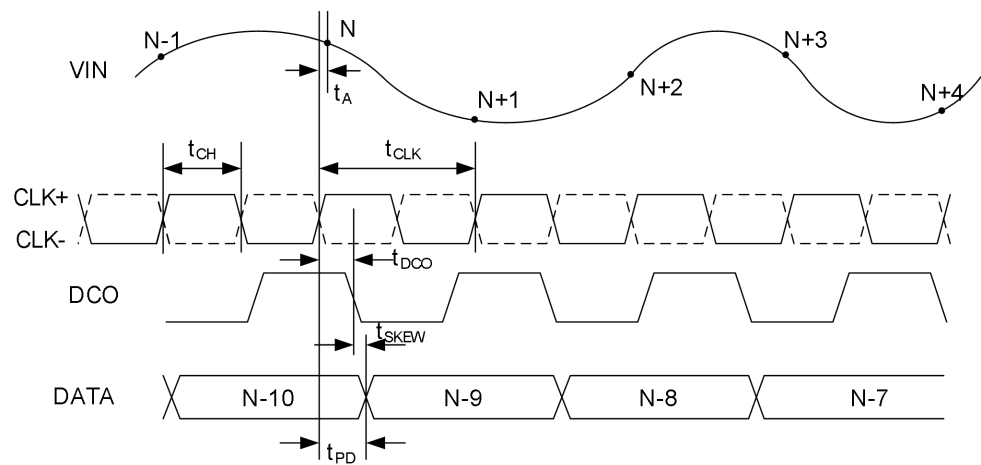 N
N-1
N+3
VIN
tA
N+1
N+2
N+4
tCH
tCLK
CLK+
CLK-
tDCO
DCO
tSKEW
DATA
N-10
N-9
N-8
N-7
tPD